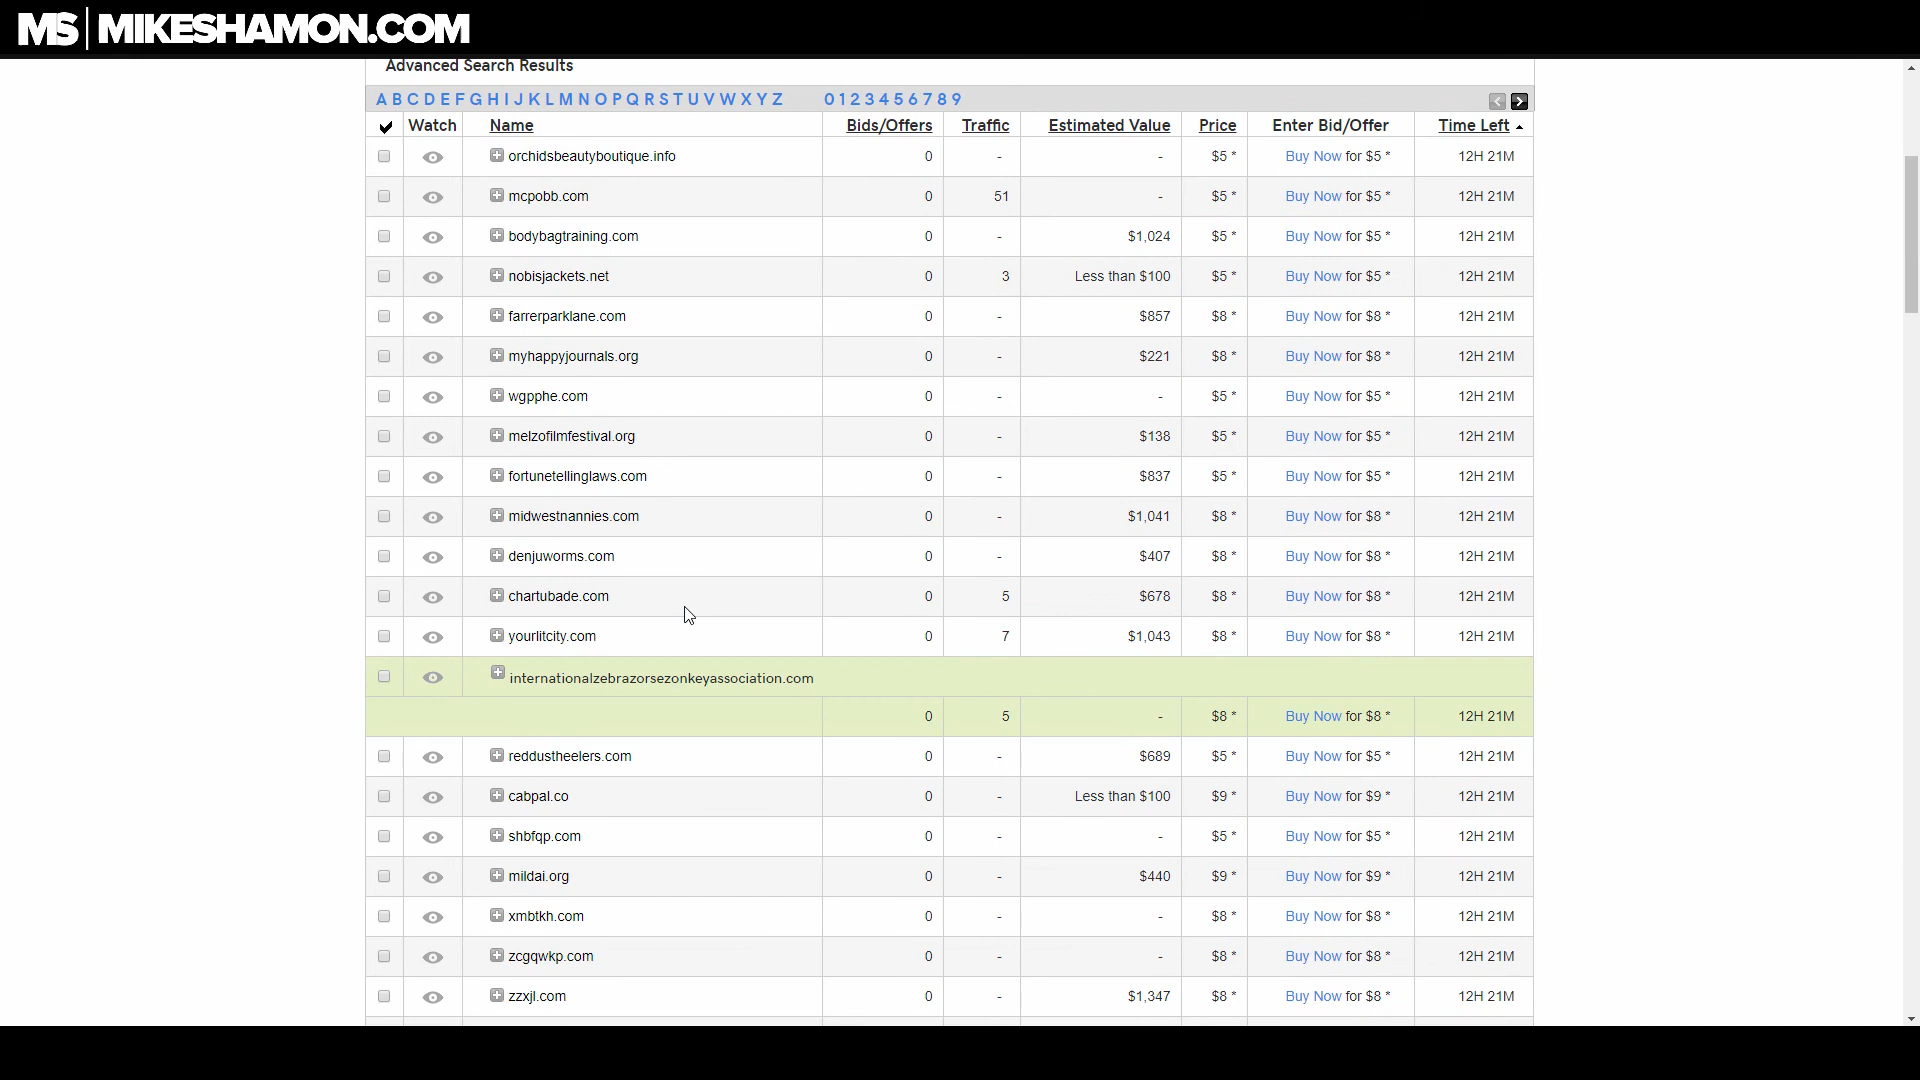 MS | MIKESHAMON.COM
Advanced Search Results
A B C D E F G H I J K L M N O P Q R S T U V W X Y Z 0 1 2 3 4 5 6 7 8 9
Watch Name Bids/Offers Traffic Estimated Value Price Enter Bid/Offer Time Left
orchidsbeautyboutique.info 0 - - $5 * Buy Now for $5 * 12H 21M
mcpobb.com 0 51 - $5 * Buy Now for $5 * 12H 21M
bodybagtraining.com 0 - $1,024 $5 * Buy Now for $5 * 12H 21M
nobisjackets.net 0 3 Less than $100 $5 * Buy Now for $5 * 12H 21M
farrerparklane.com 0 - $857 $8 * Buy Now for $8 * 12H 21M
myhappyjournals.org 0 - $221 $8 * Buy Now for $8 * 12H 21M
wgpphe.com 0 - - $5 * Buy Now for $5 * 12H 21M
melzofilmfestival.org 0 - $138 $5 * Buy Now for $5 * 12H 21M
fortunetellinglaws.com 0 - $837 $5 * Buy Now for $5 * 12H 21M
midwestnannies.com 0 - $1,041 $8 * Buy Now for $8 * 12H 21M
denjuworms.com 0 - $407 $8 * Buy Now for $8 * 12H 21M
chartubade.com 0 5 $678 $8 * Buy Now for $8 * 12H 21M
yourlitcity.com 0 7 $1,043 $8 * Buy Now for $8 * 12H 21M
internationalzebrazorsezonkeyassociation.com
0 5 - $8 * Buy Now for $8 * 12H 21M
reddustheelers.com 0 - $689 $5 * Buy Now for $5 * 12H 21M
cabpal.co 0 - Less than $100 $9 * Buy Now for $9 * 12H 21M
shbfqp.com 0 - - $5 * Buy Now for $5 * 12H 21M
mildai.org 0 - $440 $9 * Buy Now for $9 * 12H 21M
xmbtkh.com 0 - - $8 * Buy Now for $8 * 12H 21M
zcgqwkp.com 0 - - $8 * Buy Now for $8 * 12H 21M
zzxjl.com 0 - $1,347 $8 * Buy Now for $8 * 12H 21M